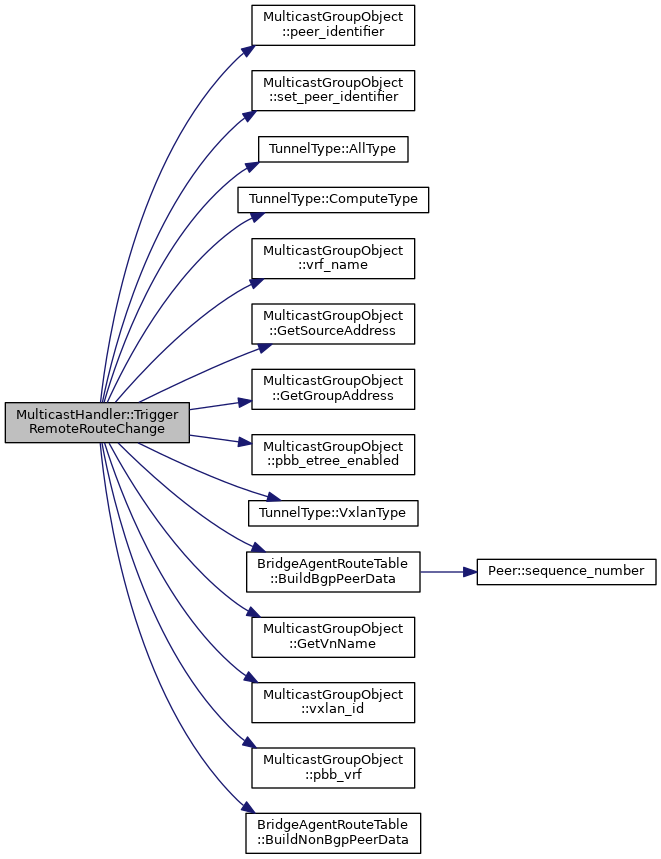 MulticastGroupObject
::peer_identifier
MulticastGroupObject
::set_peer_identifier
TunnelType::AllType
TunnelType::ComputeType
MulticastGroupObject
::vrf_name
MulticastGroupObject
::GetSourceAddress
MulticastGroupObject
::GetGroupAddress
MulticastHandler::Trigger
RemoteRouteChange
MulticastGroupObject
::pbb_etree_enabled
TunnelType::VxlanType
BridgeAgentRouteTable
::BuildBgpPeerData
Peer::sequence_number
MulticastGroupObject
::GetVnName
MulticastGroupObject
::vxlan_id
MulticastGroupObject
::pbb_vrf
BridgeAgentRouteTable
::BuildNonBgpPeerData